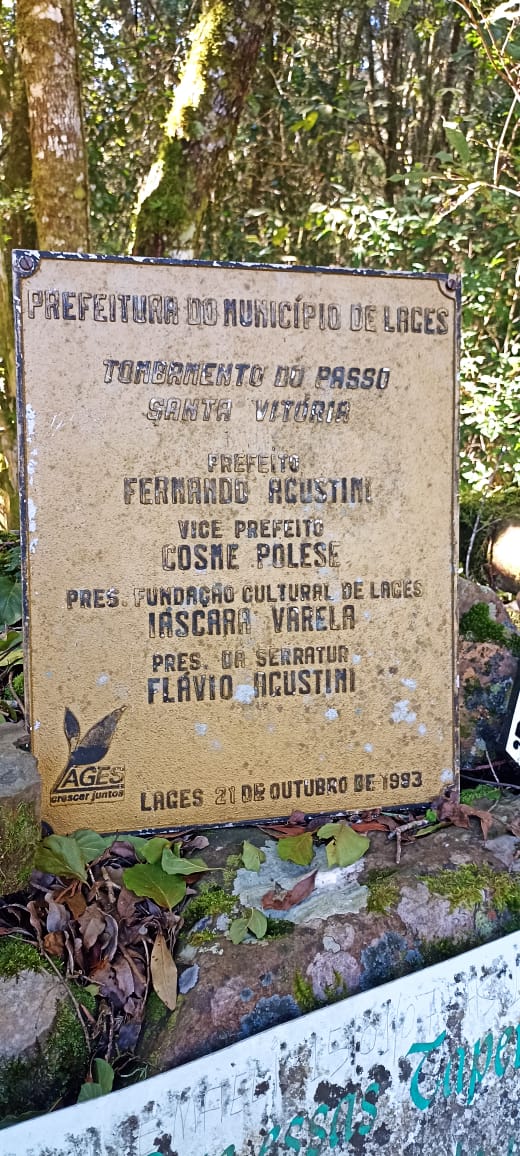 PREFEITURA DO MUNICÍPIO DE LAGES
TOMBAMENTO DO PASSO
SANTA VITÓRIA
PREFEITO
FERNANDO AGUSTINI
VICE PREFEITO
COSME POLESE
PRES. FUNDAÇÃO CULTURAL DE LAGES
IÁSCARA VARELA
PRES. DA SERRATUR
FLÁVIO AGUSTINI
LAGES
crescer juntos
LAGES 21 DE OUTUBRO DE 1993